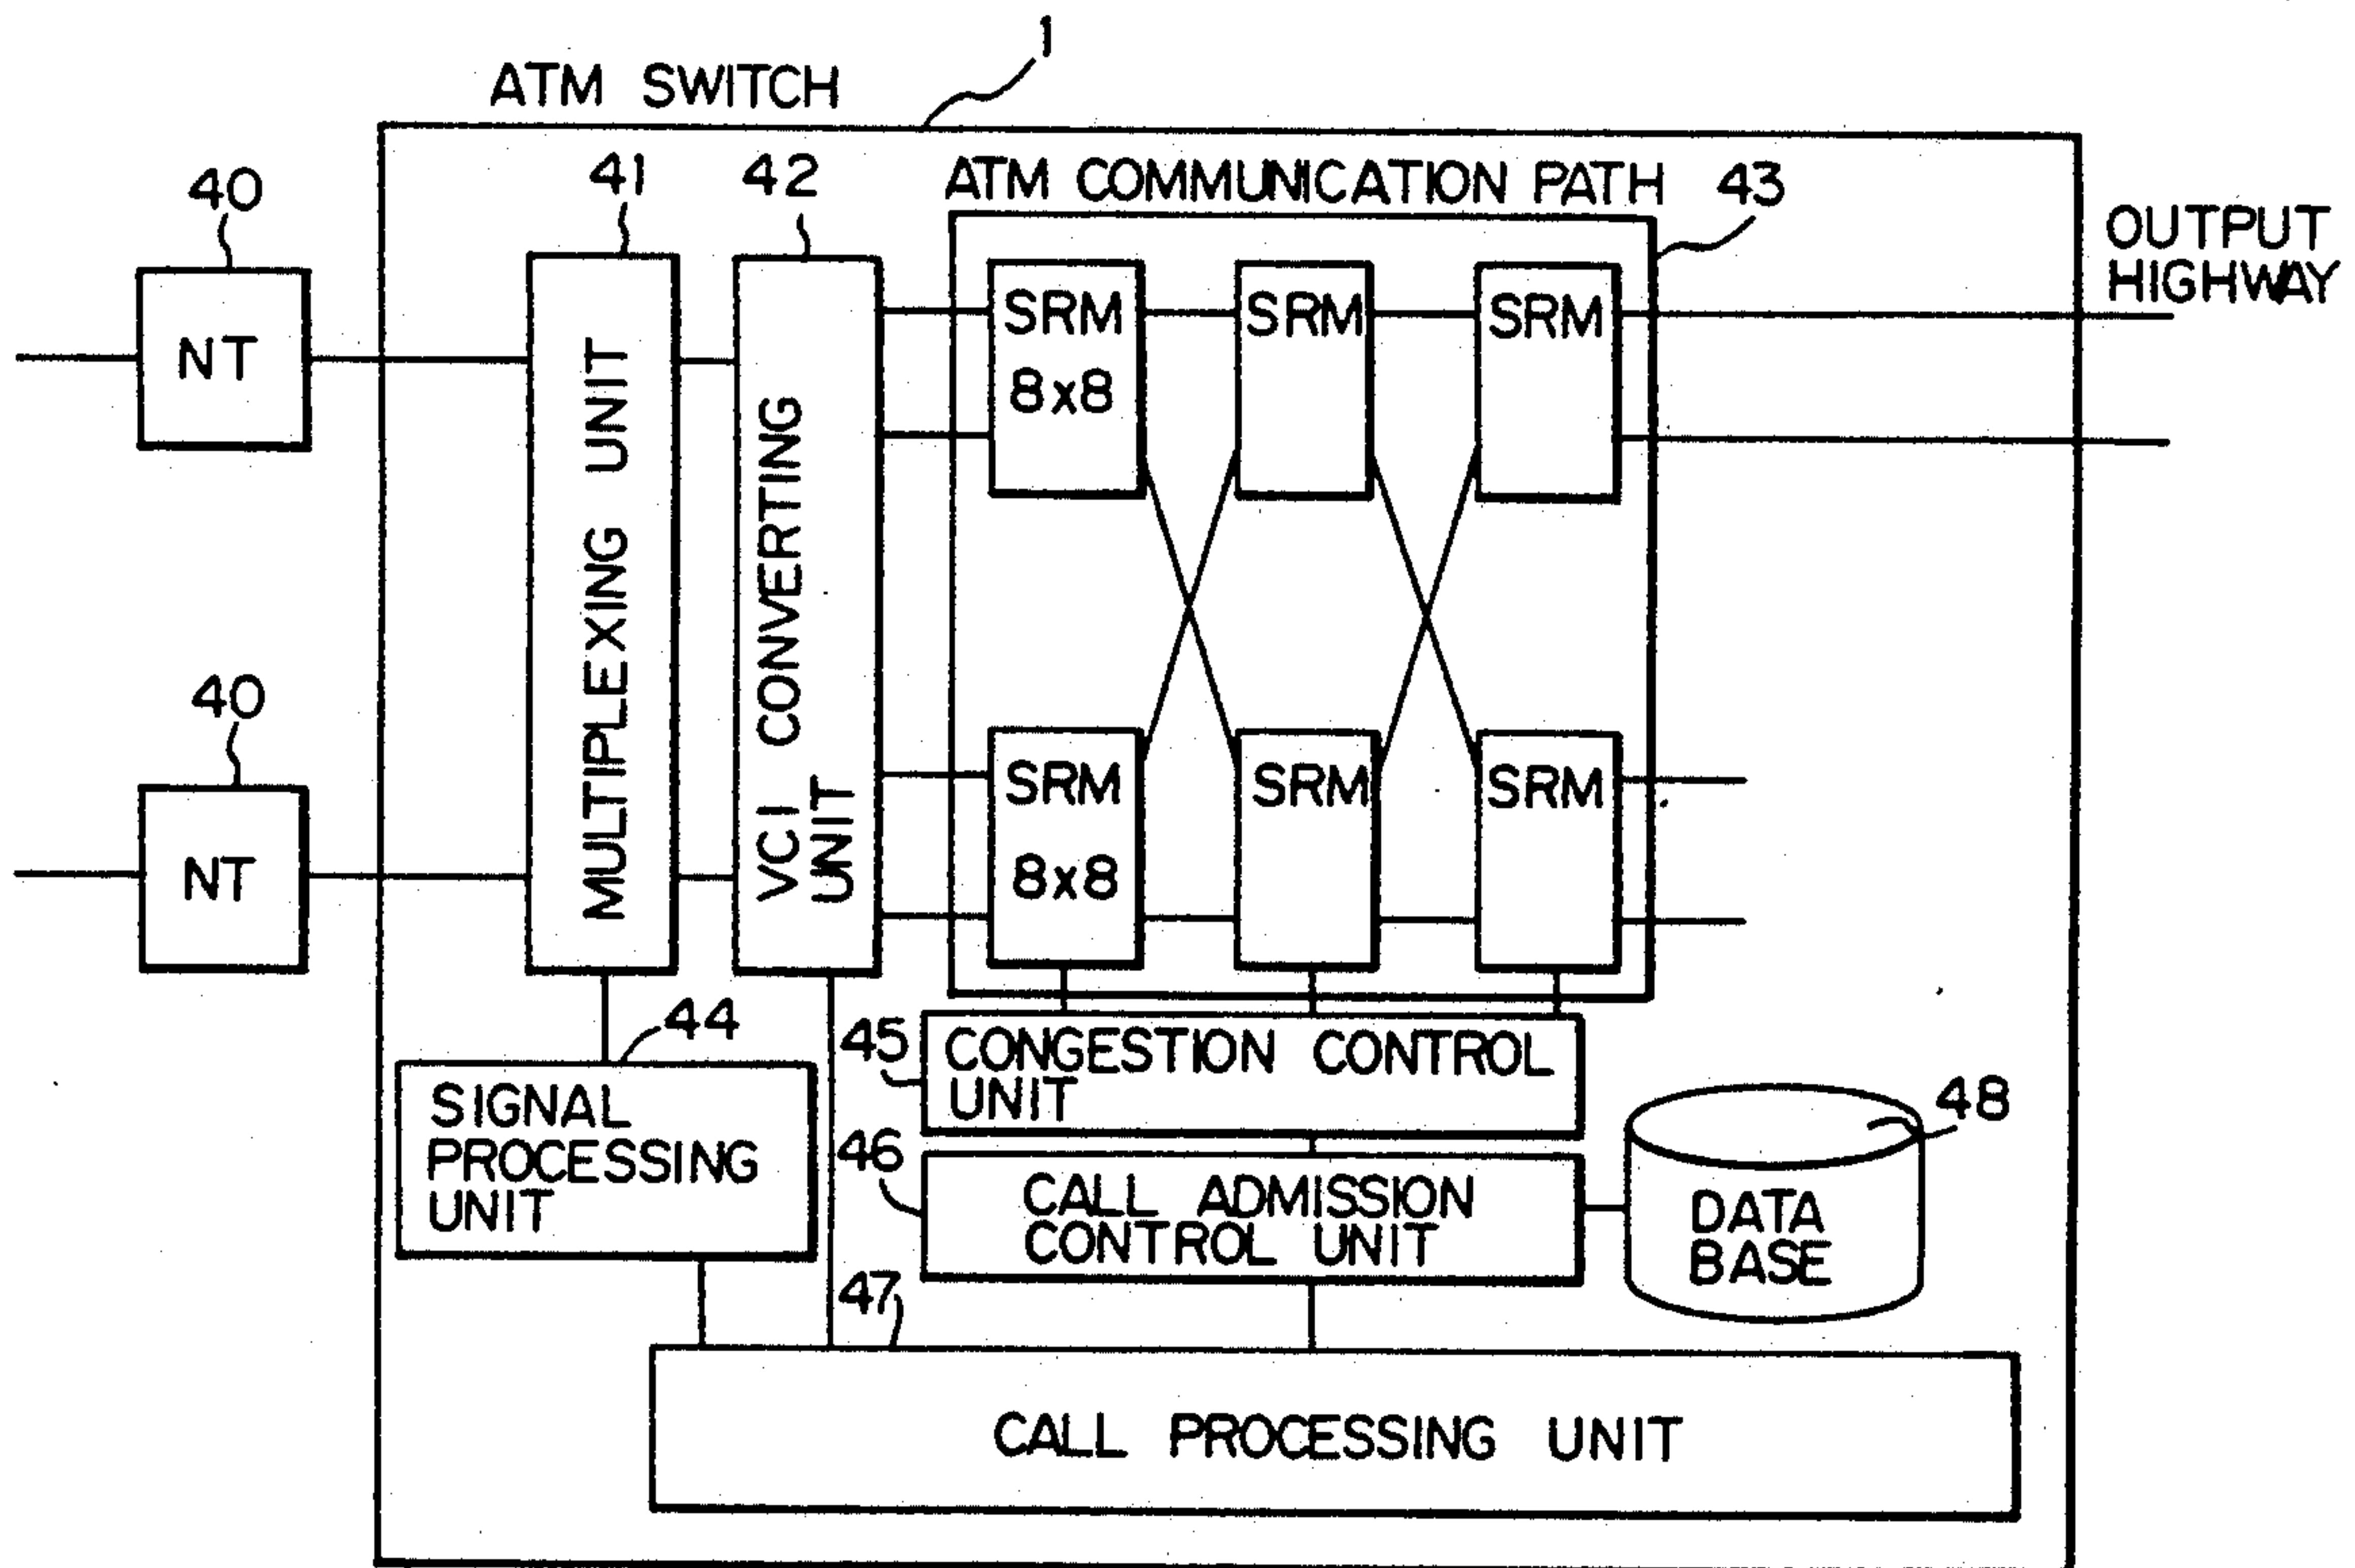 1
ATM SWITCH
41
42
ATM COMMUNICATION PATH
43
40
OUTPUT
HIGHWAY
SRM
SRM
SRM
8x8
NT
MULTIPLEXING UNIT
VCI CONVERTING
UNIT
40
SRM
SRM
SRM
8x8
NT
44
45
CONGESTION CONTROL
UNIT
SIGNAL
PROCESSING
UNIT
48
46
CALL ADMISSION
CONTROL UNIT
DATA
BASE
47
CALL PROCESSING UNIT